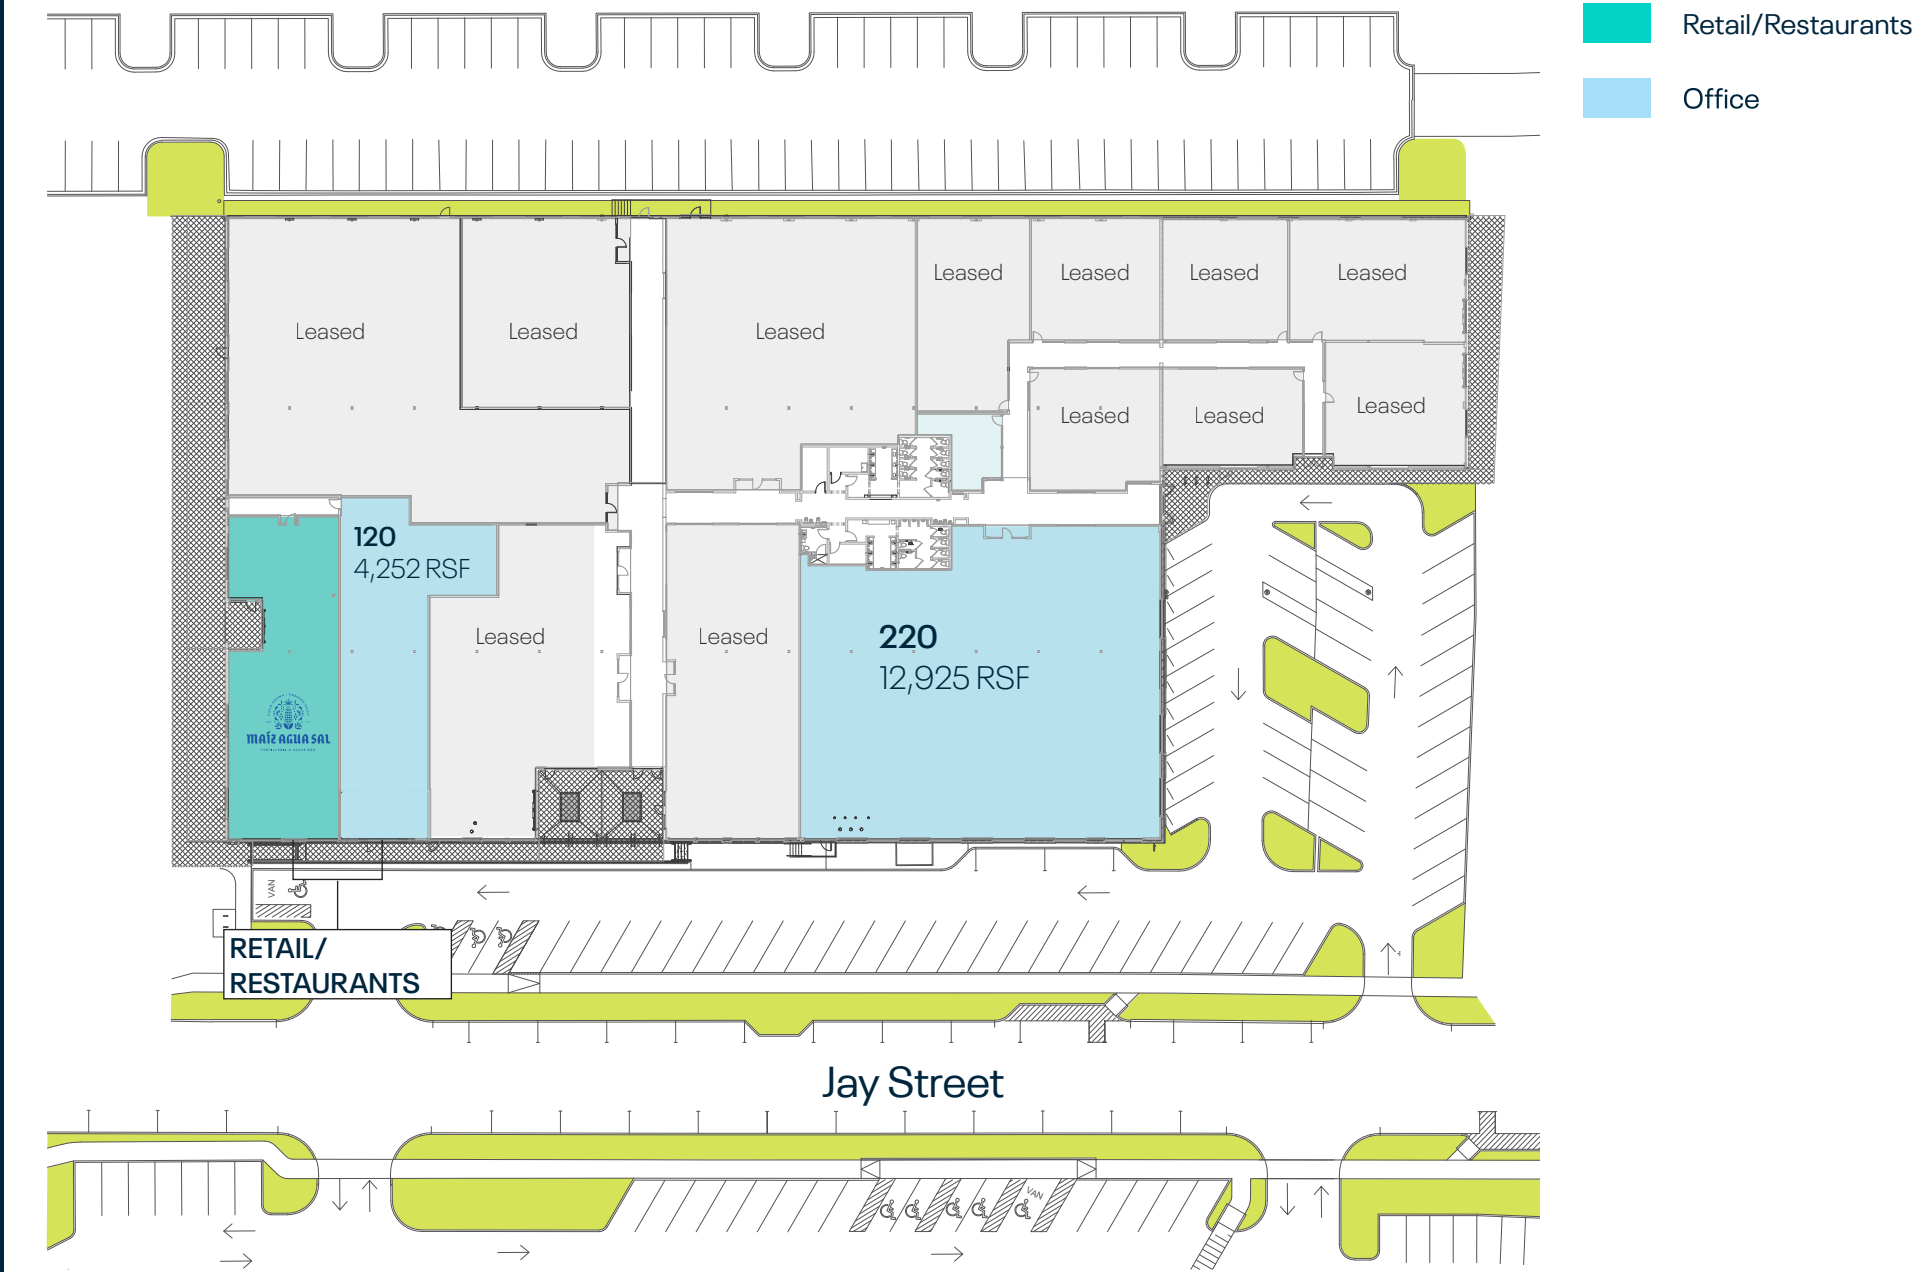 Retail/Restaurants
Office
Leased
Leased
Leased
Leased
Leased
Leased
Leased
Leased
Leased
Leased
120
4,252 RSF
Leased
Leased
220
12,925 RSF
MAÍZ AGUA SAL
VAN
RETAIL/
RESTAURANTS
Jay Street
VAN